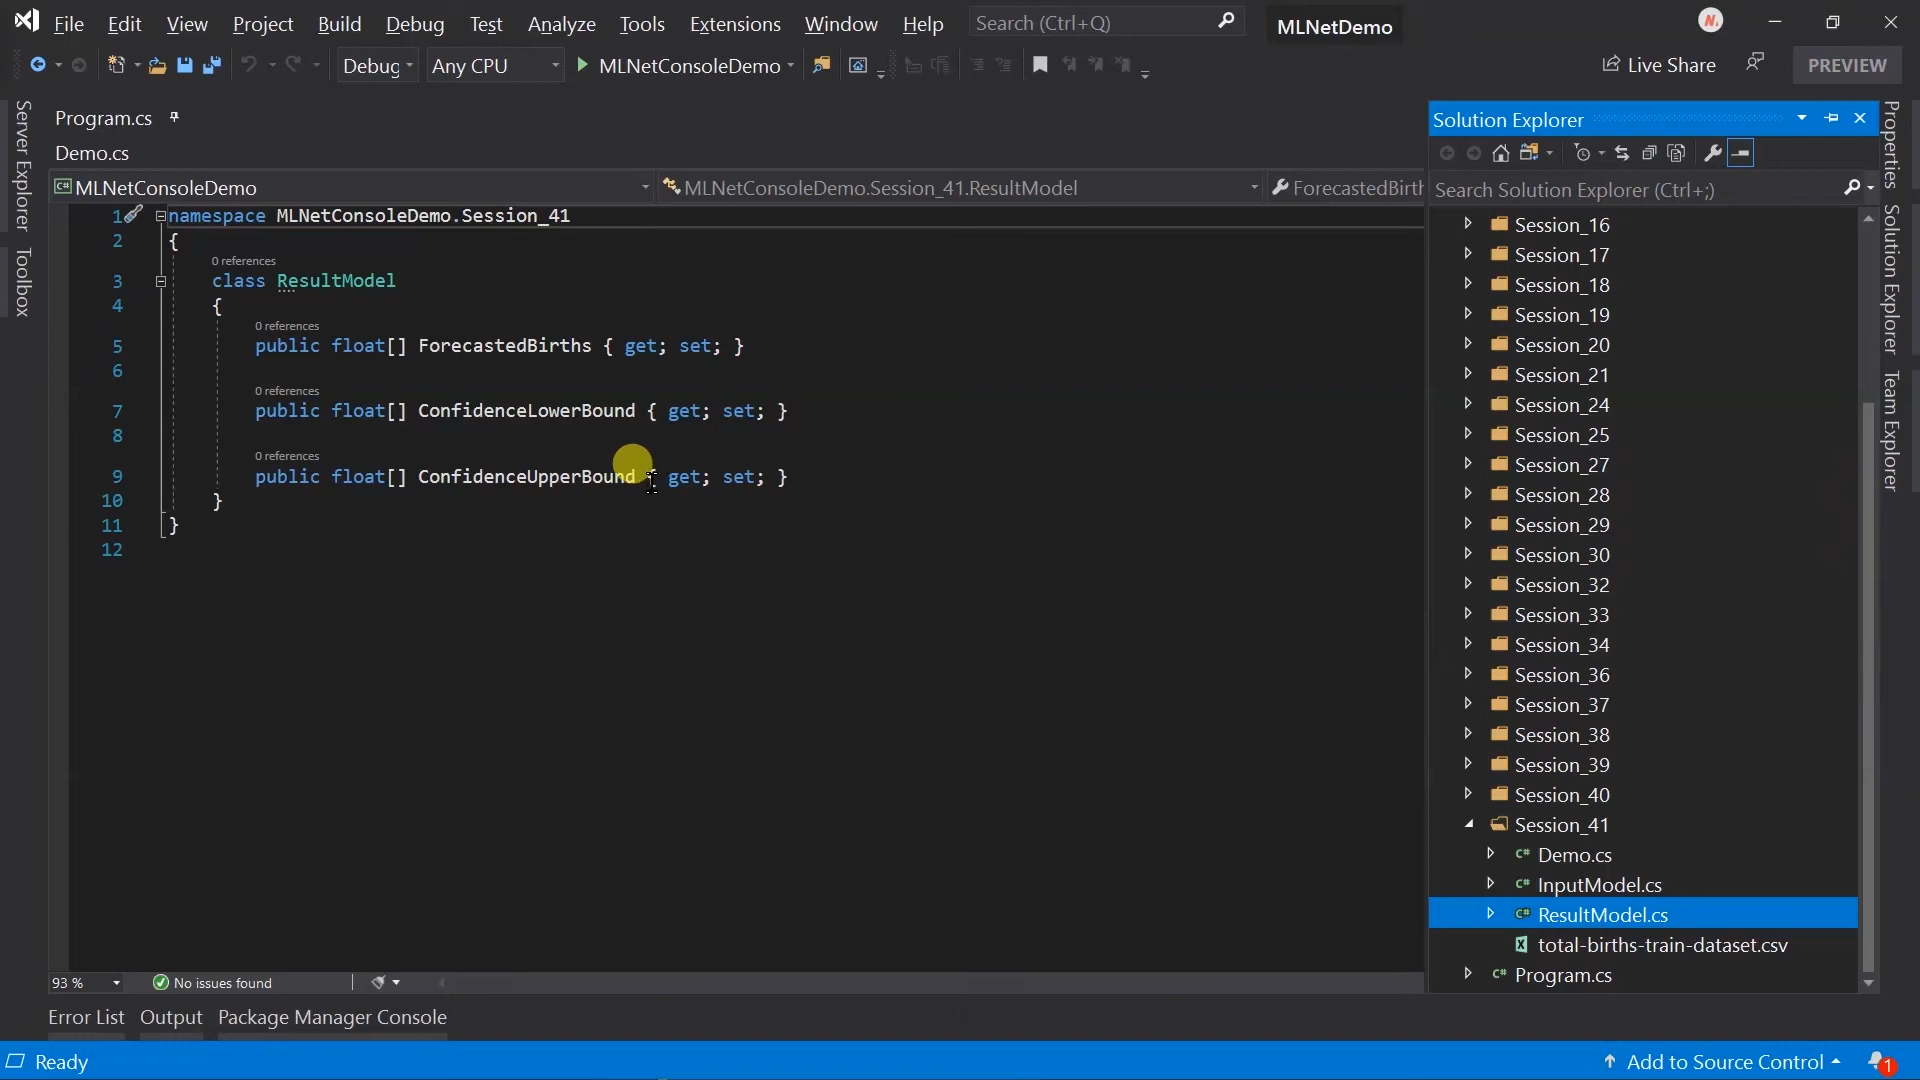 File Edit View Project Build Debug Test Analyze Tools Extensions Window Help Search (Ctrl+Q) MLNetDemo
Debug Any CPU MLNetConsoleDemo Live Share PREVIEW
Server Explorer
Toolbox
Program.cs
Demo.cs
MLNetConsoleDemo MLNetConsoleDemo.Session_41.ResultModel ForecastedBirth
1 namespace MLNetConsoleDemo.Session_41
2 {
0 references
3 class ResultModel
4 {
0 references
5 public float[] ForecastedBirths { get; set; }
6
0 references
7 public float[] ConfidenceLowerBound { get; set; }
8
0 references
9 public float[] ConfidenceUpperBound { get; set; }
10 }
11 }
12
93 % No issues found
Error List Output Package Manager Console
Solution Explorer
Search Solution Explorer (Ctrl+;)
Session_16
Session_17
Session_18
Session_19
Session_20
Session_21
Session_24
Session_25
Session_27
Session_28
Session_29
Session_30
Session_32
Session_33
Session_34
Session_36
Session_37
Session_38
Session_39
Session_40
Session_41
C# Demo.cs
C# InputModel.cs
C# ResultModel.cs
total-births-train-dataset.csv
C# Program.cs
Properties
Solution Explorer
Team Explorer
Ready Add to Source Control 1